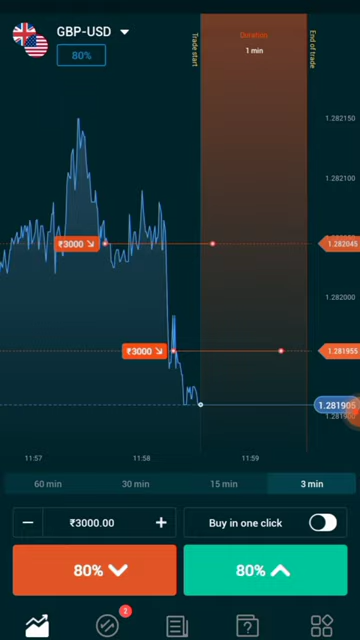 GBP-USD
80%
Trade start
Duration
1 min
End of trade
1.282150
1.282100
₹3000
1.282045
1.282000
₹3000
1.281955
1.281905
11:57
11:58
11:59
60 min
30 min
15 min
3 min
₹3000.00
Buy in one click
80%
80%
2